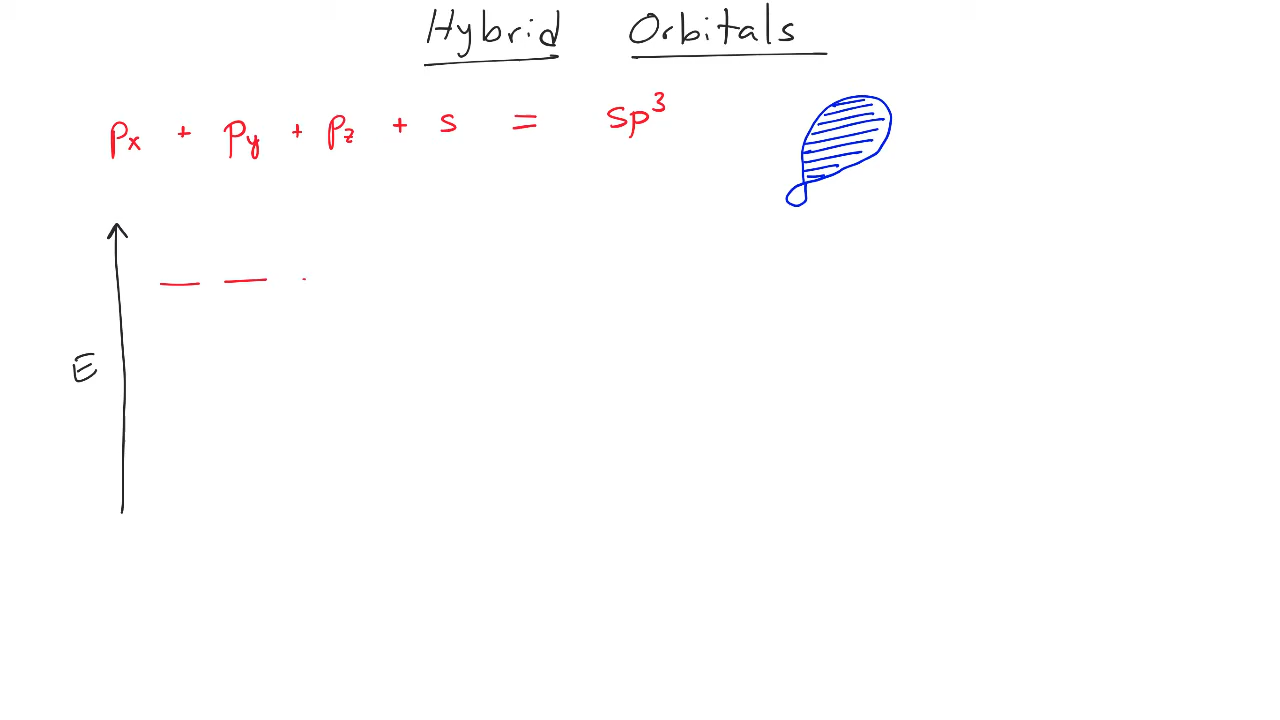 Hybrid Orbitals
px + py + pz + s = sp³
E